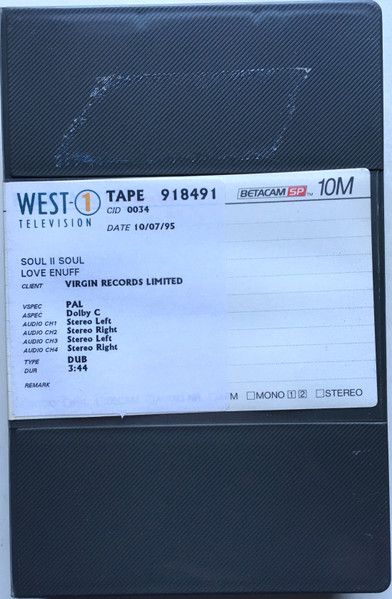 WEST-1 TAPE 918491 BETACAM SP TM 10M
TELEVISION CID 0034
DATE 10/07/95
SOUL II SOUL
LOVE ENUFF
CLIENT VIRGIN RECORDS LIMITED
VSPEC PAL
ASPEC Dolby C
AUDIO CH1 Stereo Left
AUDIO CH2 Stereo Right
AUDIO CH3 Stereo Left
AUDIO CH4 Stereo Right
TYPE DUB
DUR 3:44
REMARK
M □MONO 1 2 □STEREO